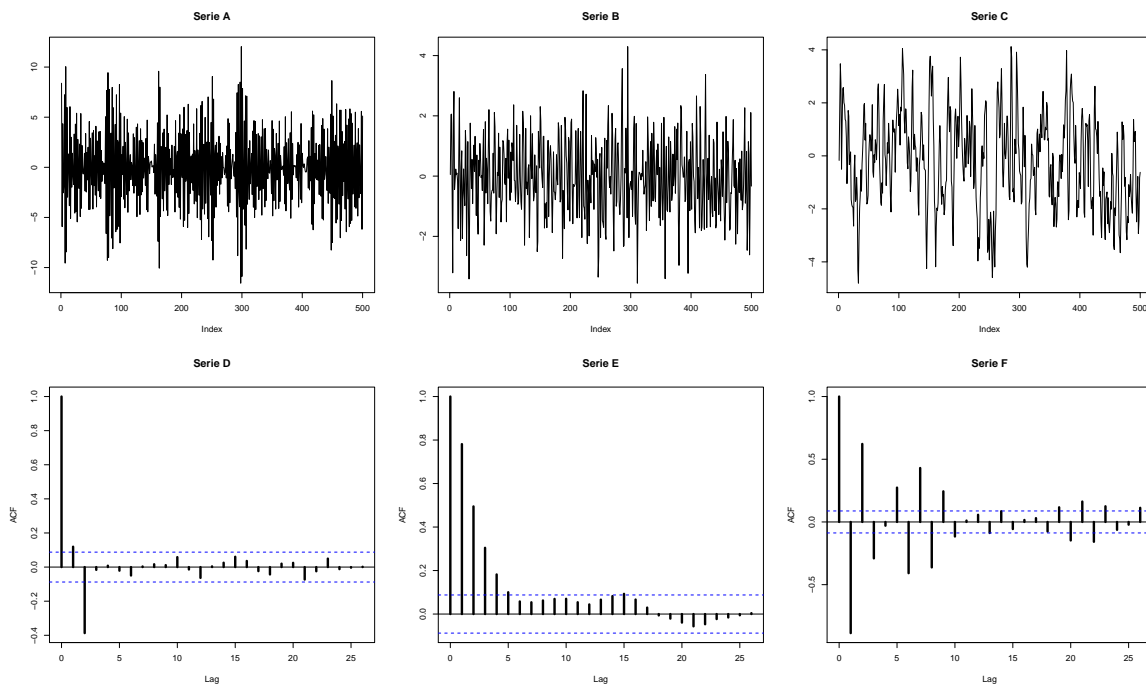 Serie A
10
5
0
−5
−10
0 100 200 300 400 500
Index
Serie B
4
2
0
−2
0 100 200 300 400 500
Index
Serie C
4
2
0
−2
−4
0 100 200 300 400 500
Index
Serie D
ACF
1.0
0.8
0.6
0.4
0.2
0.0
−0.2
−0.4
0 5 10 15 20 25
Lag
Serie E
ACF
1.0
0.8
0.6
0.4
0.2
0.0
0 5 10 15 20 25
Lag
Serie F
ACF
1.0
0.5
0.0
−0.5
0 5 10 15 20 25
Lag